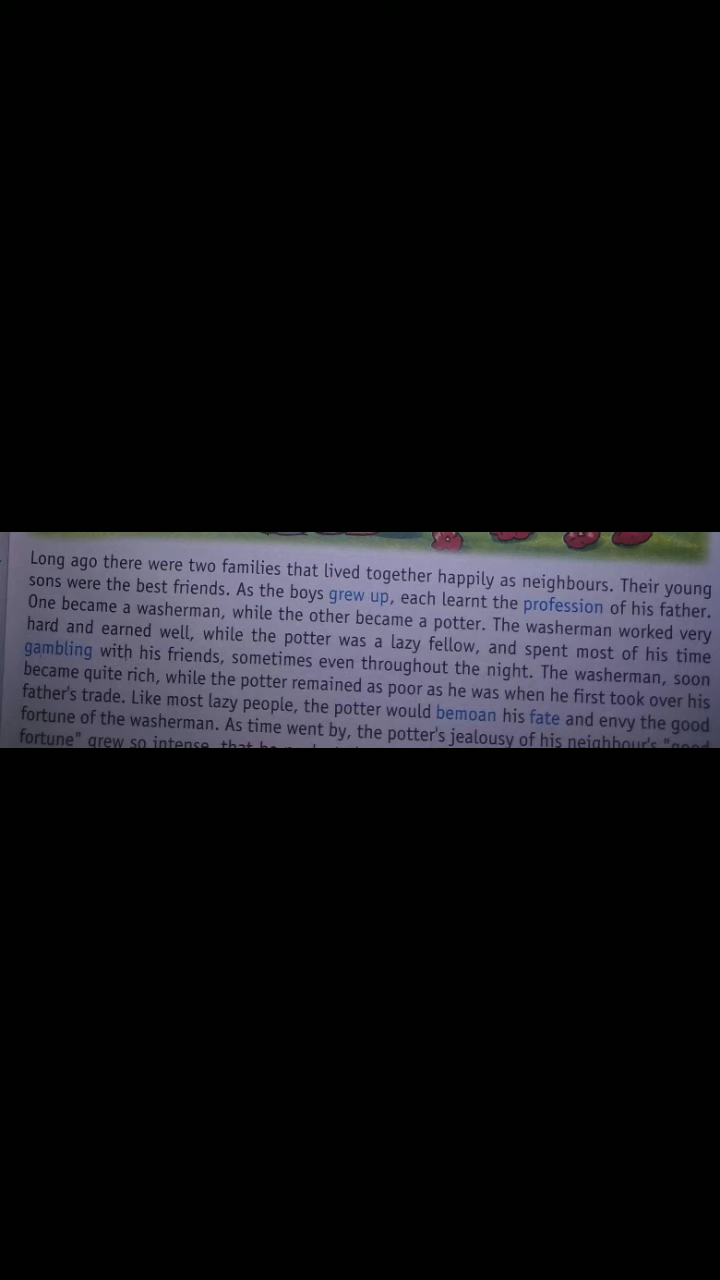 Long ago there were two families that lived together happily as neighbours. Their young
sons were the best friends. As the boys grew up, each learnt the profession of his father.
One became a washerman, while the other became a potter. The washerman worked very
hard and earned well, while the potter was a lazy fellow, and spent most of his time
gambling with his friends, sometimes even throughout the night. The washerman, soon
became quite rich, while the potter remained as poor as he was when he first took over his
father's trade. Like most lazy people, the potter would bemoan his fate and envy the good
fortune of the washerman. As time went by, the potter's jealousy of his neighbour's "good
fortune" grew so intense, that he